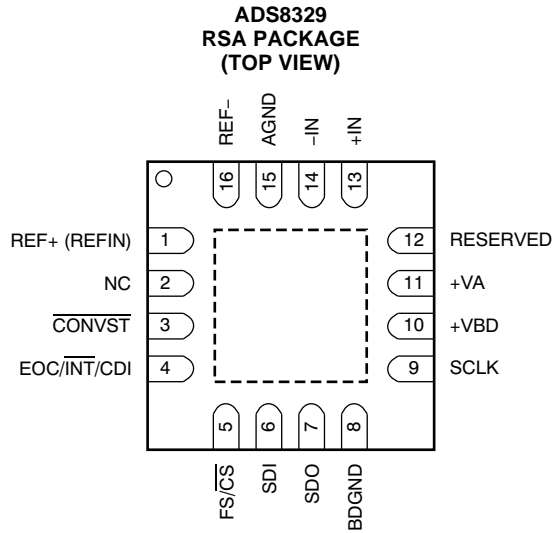 ADS8329
RSA PACKAGE
(TOP VIEW)
REF–
AGND
–IN
+IN
16
15
14
13
REF+ (REFIN) 1
NC 2
CONVST 3
EOC/INT/CDI 4
12 RESERVED
11 +VA
10 +VBD
9 SCLK
5
6
7
8
FS/CS
SDI
SDO
BDGND